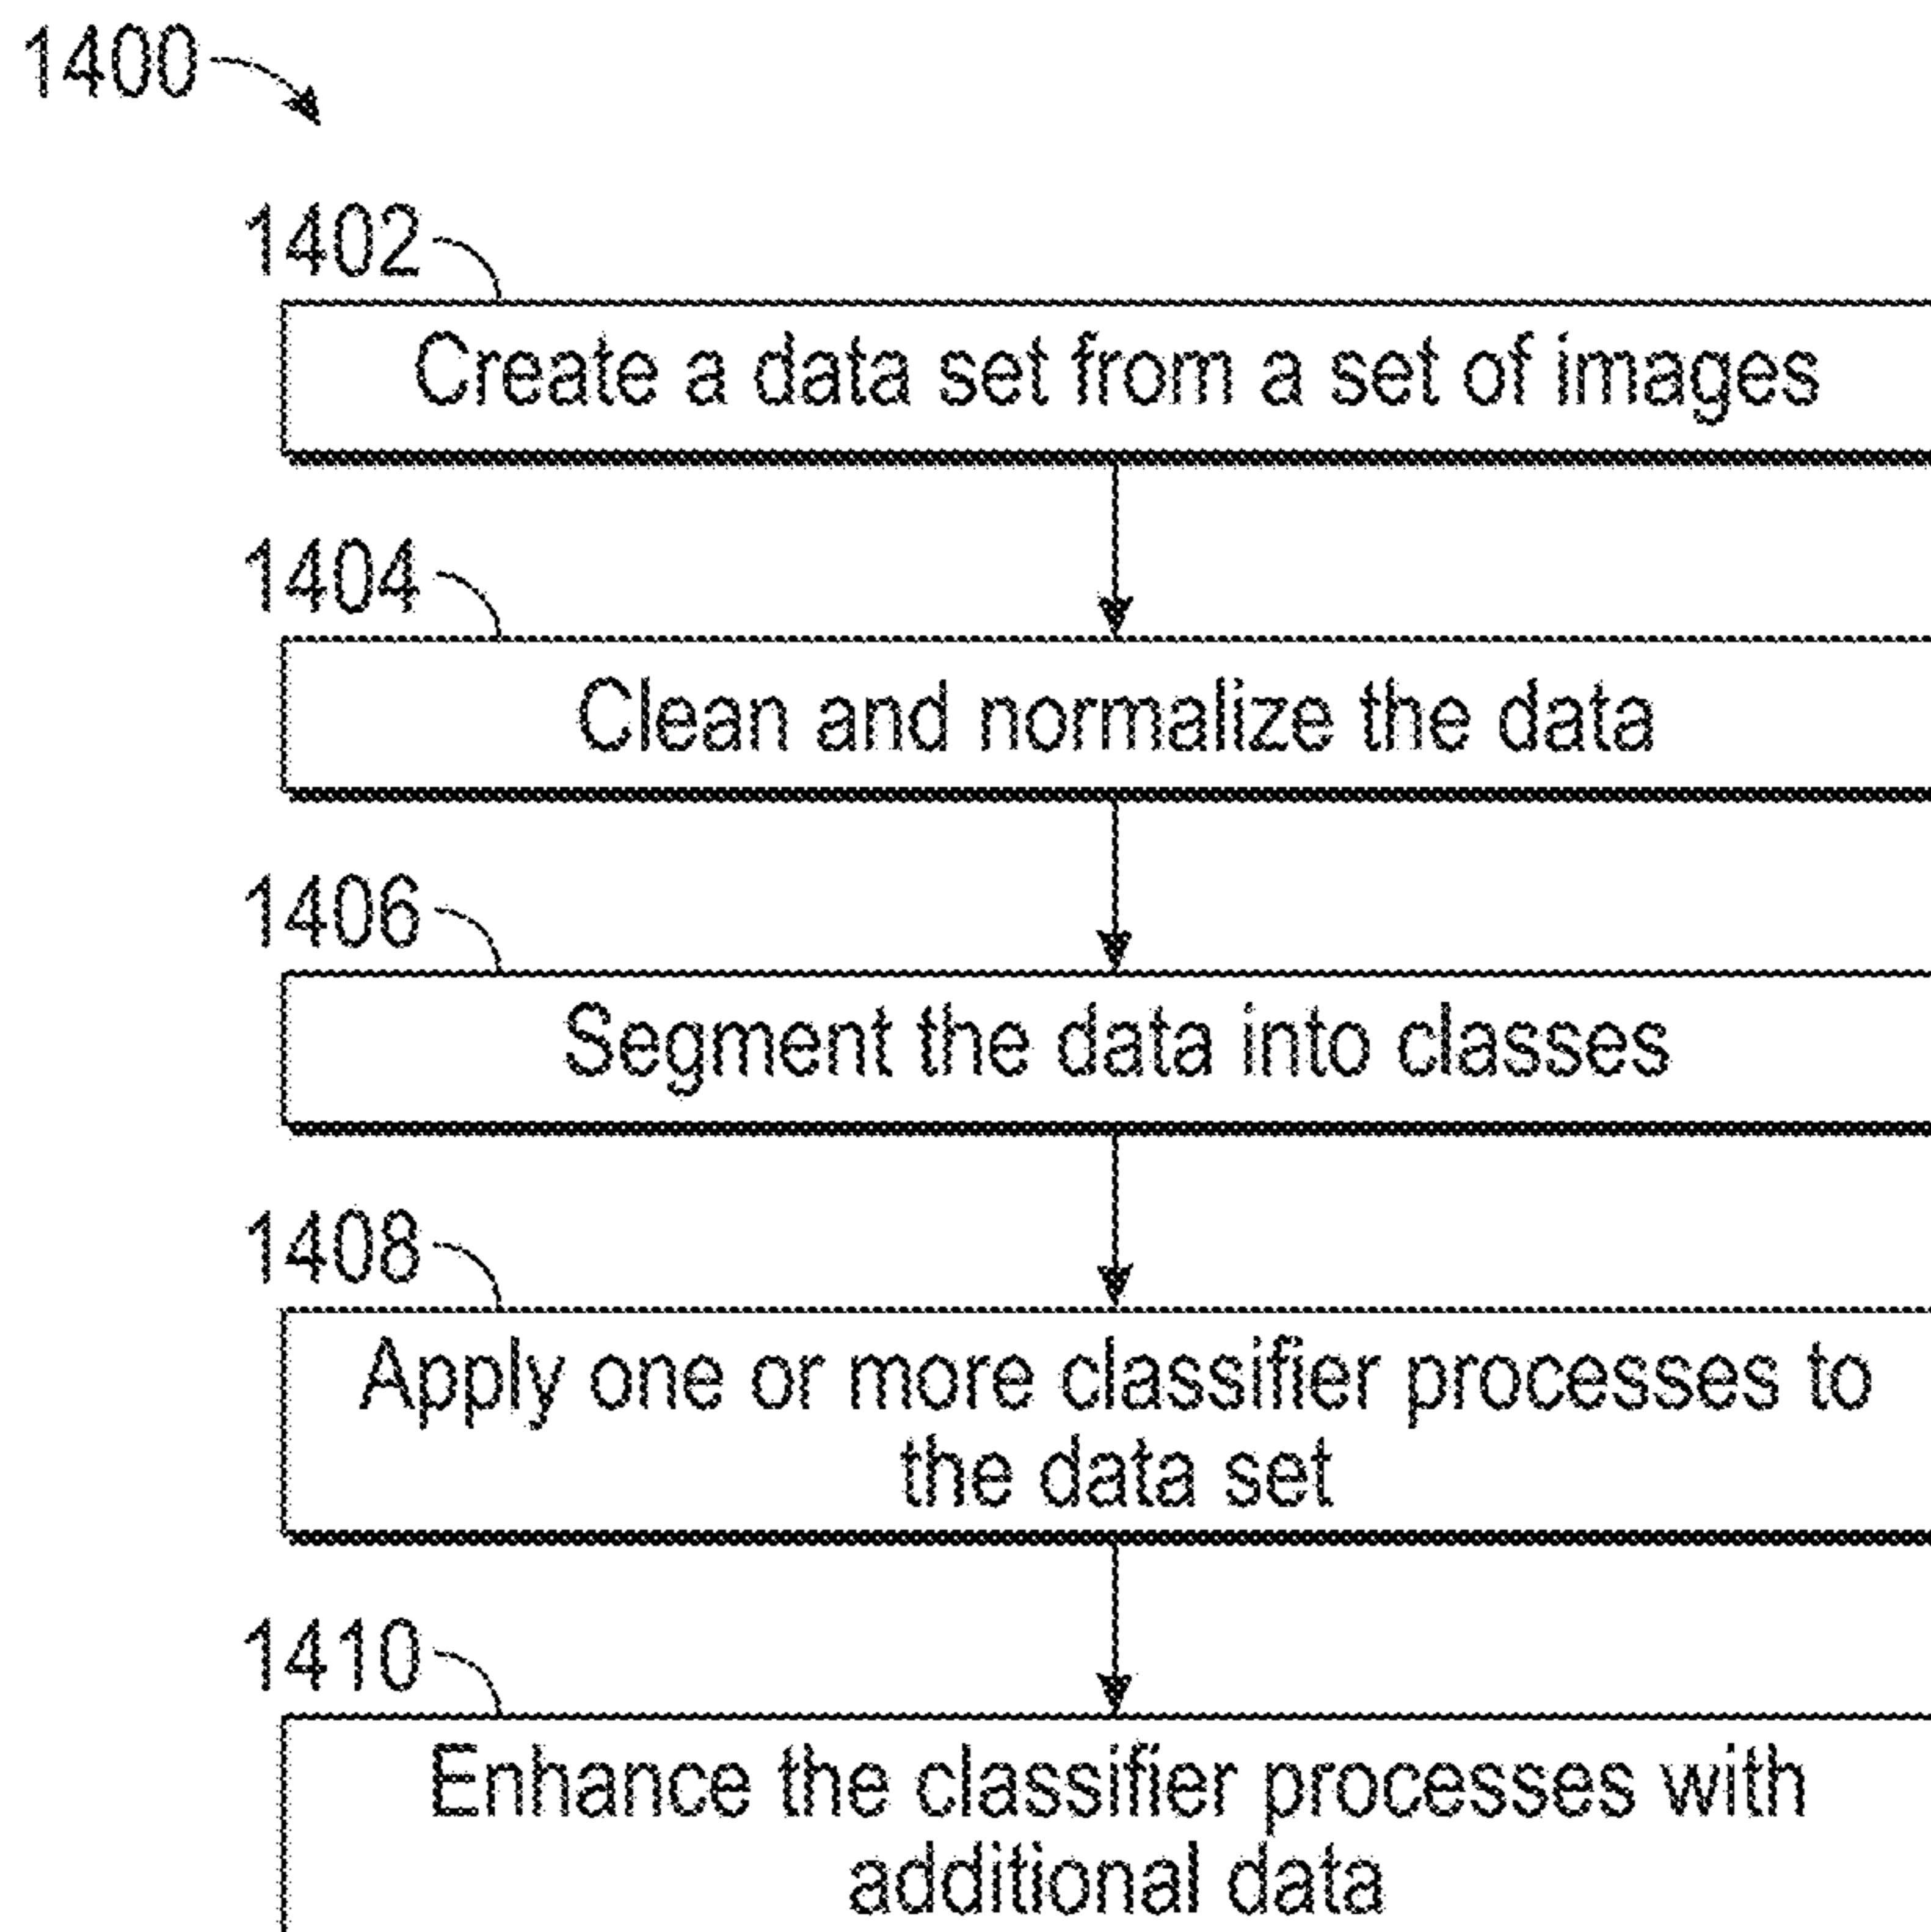 1400
1402
Create a data set from a set of images
1404
Clean and normalize the data
1406
Segment the data into classes
1408
Apply one or more classifier processes to
the data set
1410
Enhance the classifier processes with
additional data